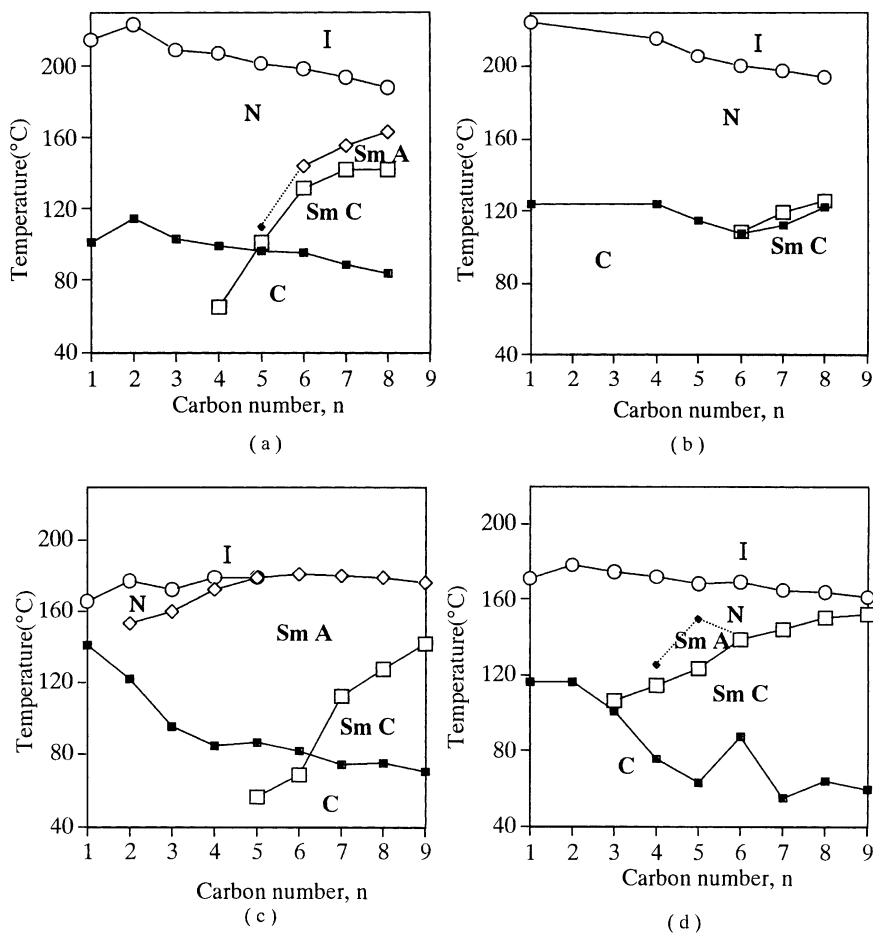 I
N
Sm A
Sm C
C
Temperature(°C)
200
160
120
80
40
1 2 3 4 5 6 7 8 9
Carbon number, n
( a )
I
N
Sm C
C
Temperature(°C)
200
160
120
80
40
1 2 3 4 5 6 7 8 9
Carbon number, n
( b )
I
N
Sm A
Sm C
C
Temperature(°C)
200
160
120
80
40
1 2 3 4 5 6 7 8 9
Carbon number, n
( c )
I
N
Sm A
Sm C
C
Temperature(°C)
200
160
120
80
40
1 2 3 4 5 6 7 8 9
Carbon number, n
( d )